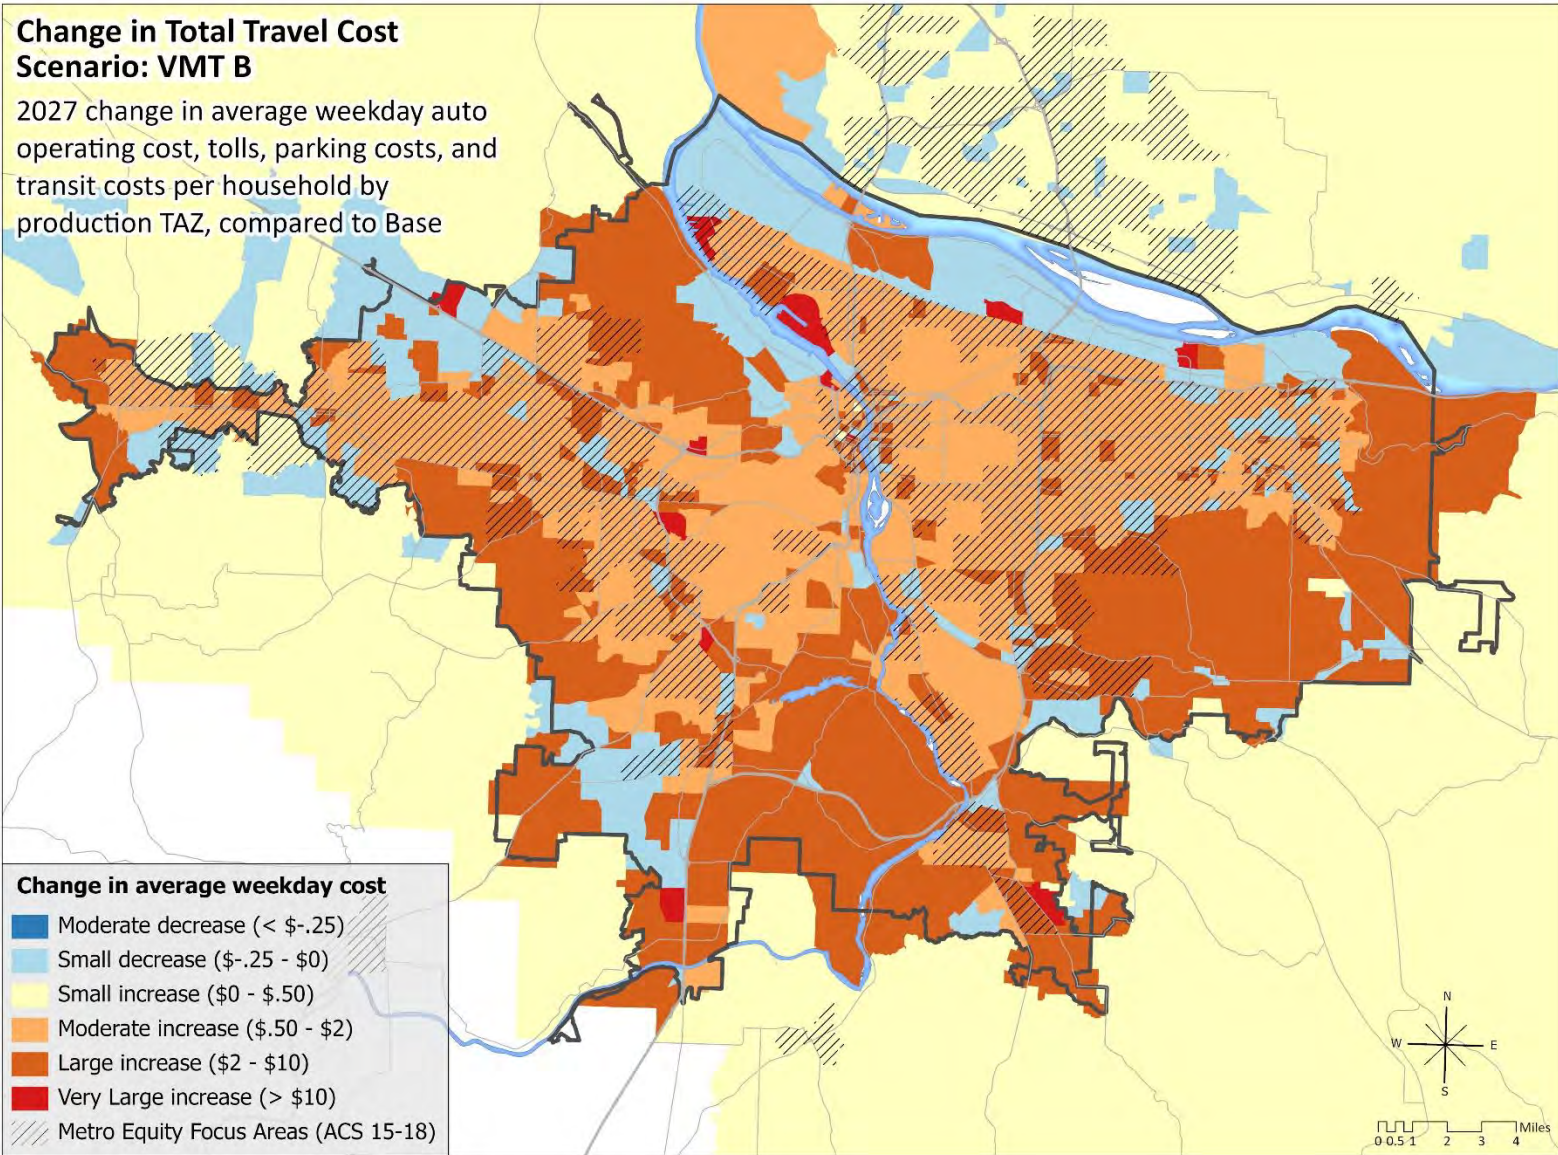 Change in Total Travel Cost
Scenario: VMT B
2027 change in average weekday auto
operating cost, tolls, parking costs, and
transit costs per household by
production TAZ, compared to Base
Change in average weekday cost
Moderate decrease (< $-.25)
Small decrease ($-.25 - $0)
Small increase ($0 - $.50)
Moderate increase ($.50 - $2)
Large increase ($2 - $10)
Very Large increase (> $10)
Metro Equity Focus Areas (ACS 15-18)
N
W E
S
Miles
0 0.5 1 2 3 4